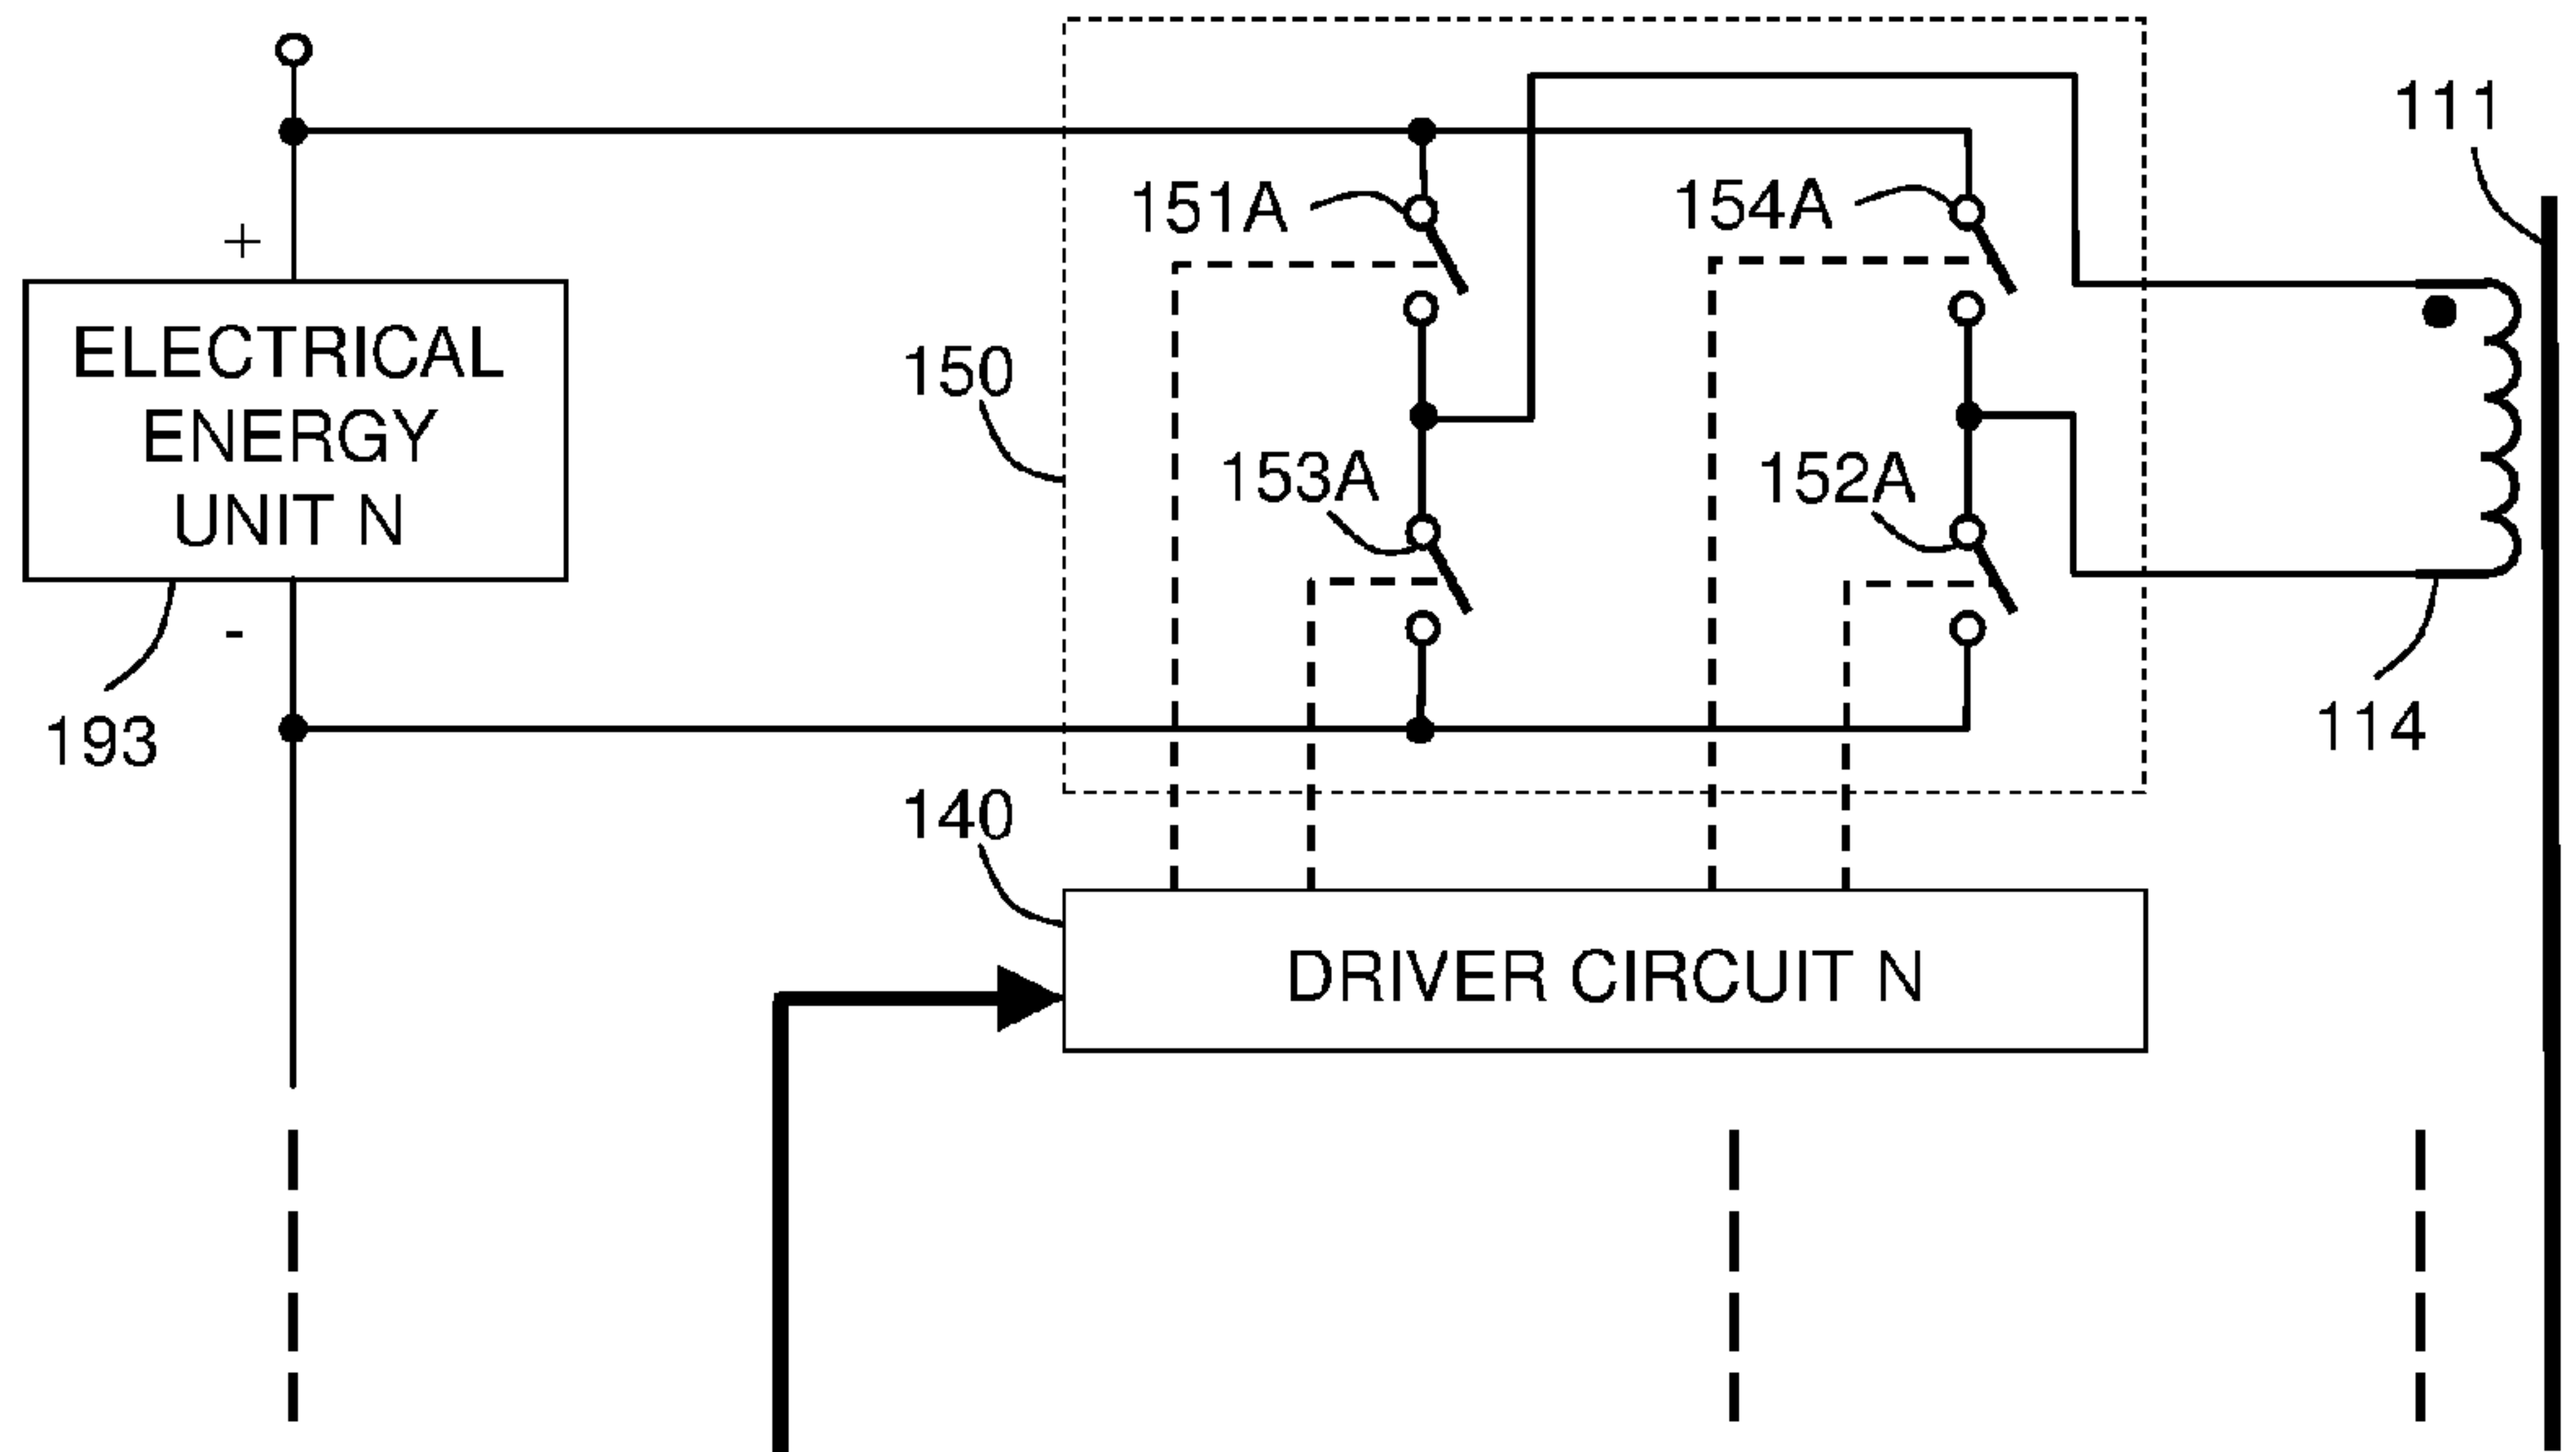 111
151A
154A
+
ELECTRICAL
ENERGY
UNIT N
150
153A
152A
-
193
114
140
DRIVER CIRCUIT N